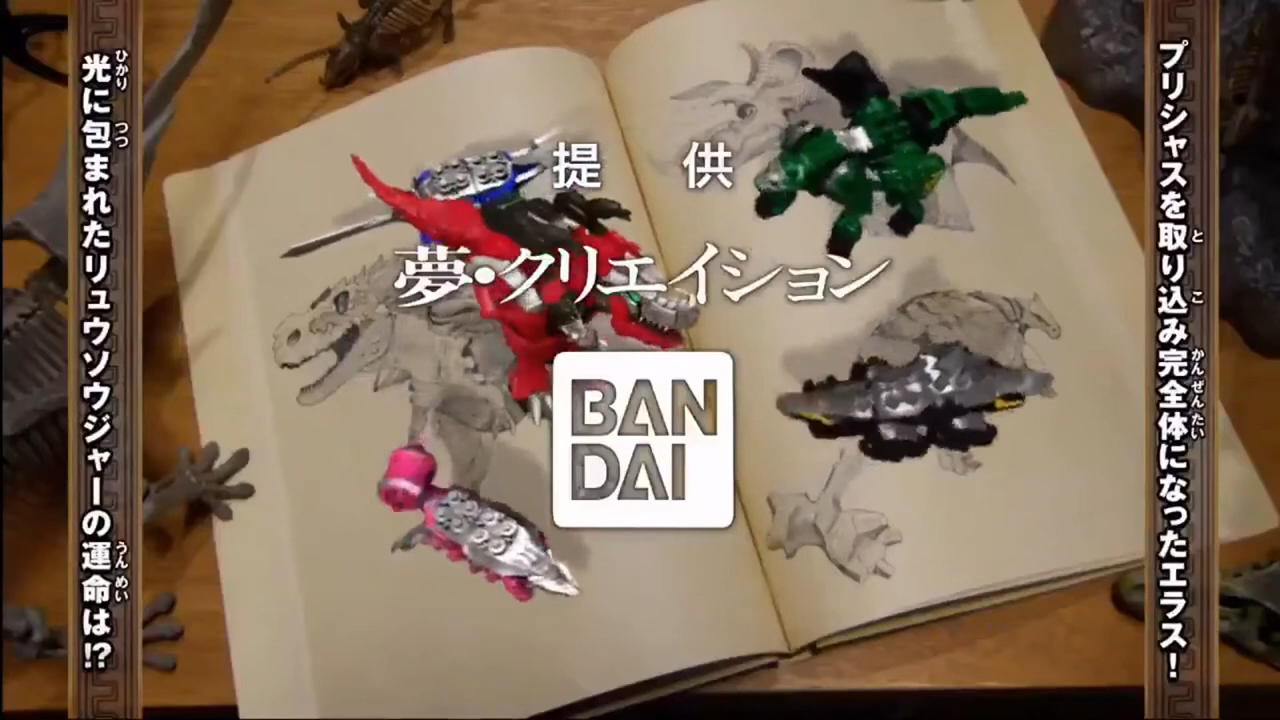 プリシャスを取り込み完全体になったエラス！
光に包まれたリュウソウジャーの運命は!?
提 供
夢・クリエイション
BAN
DAI